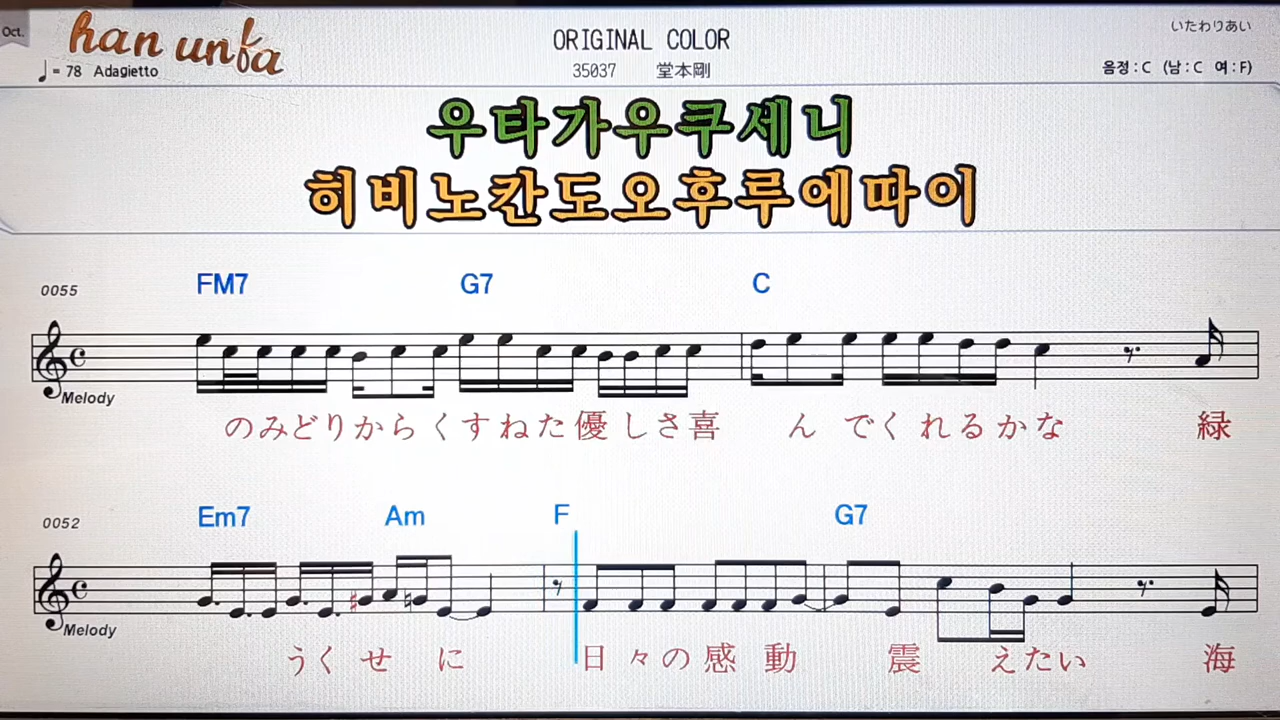 Oct.
han unfa
ORIGINAL COLOR
いたわりあい
♩= 78 Adagietto
35037 堂本剛
음정:C (남:C 여:F)
우타가우쿠세니
히비노칸도오후루에따이
0055
FM7 G7 C
Melody
のみどりからくすねた優しさ喜 ん でくれるかな 緑
0052
Em7 Am F G7
Melody
うくせ に 日々の感動 震 えたい 海